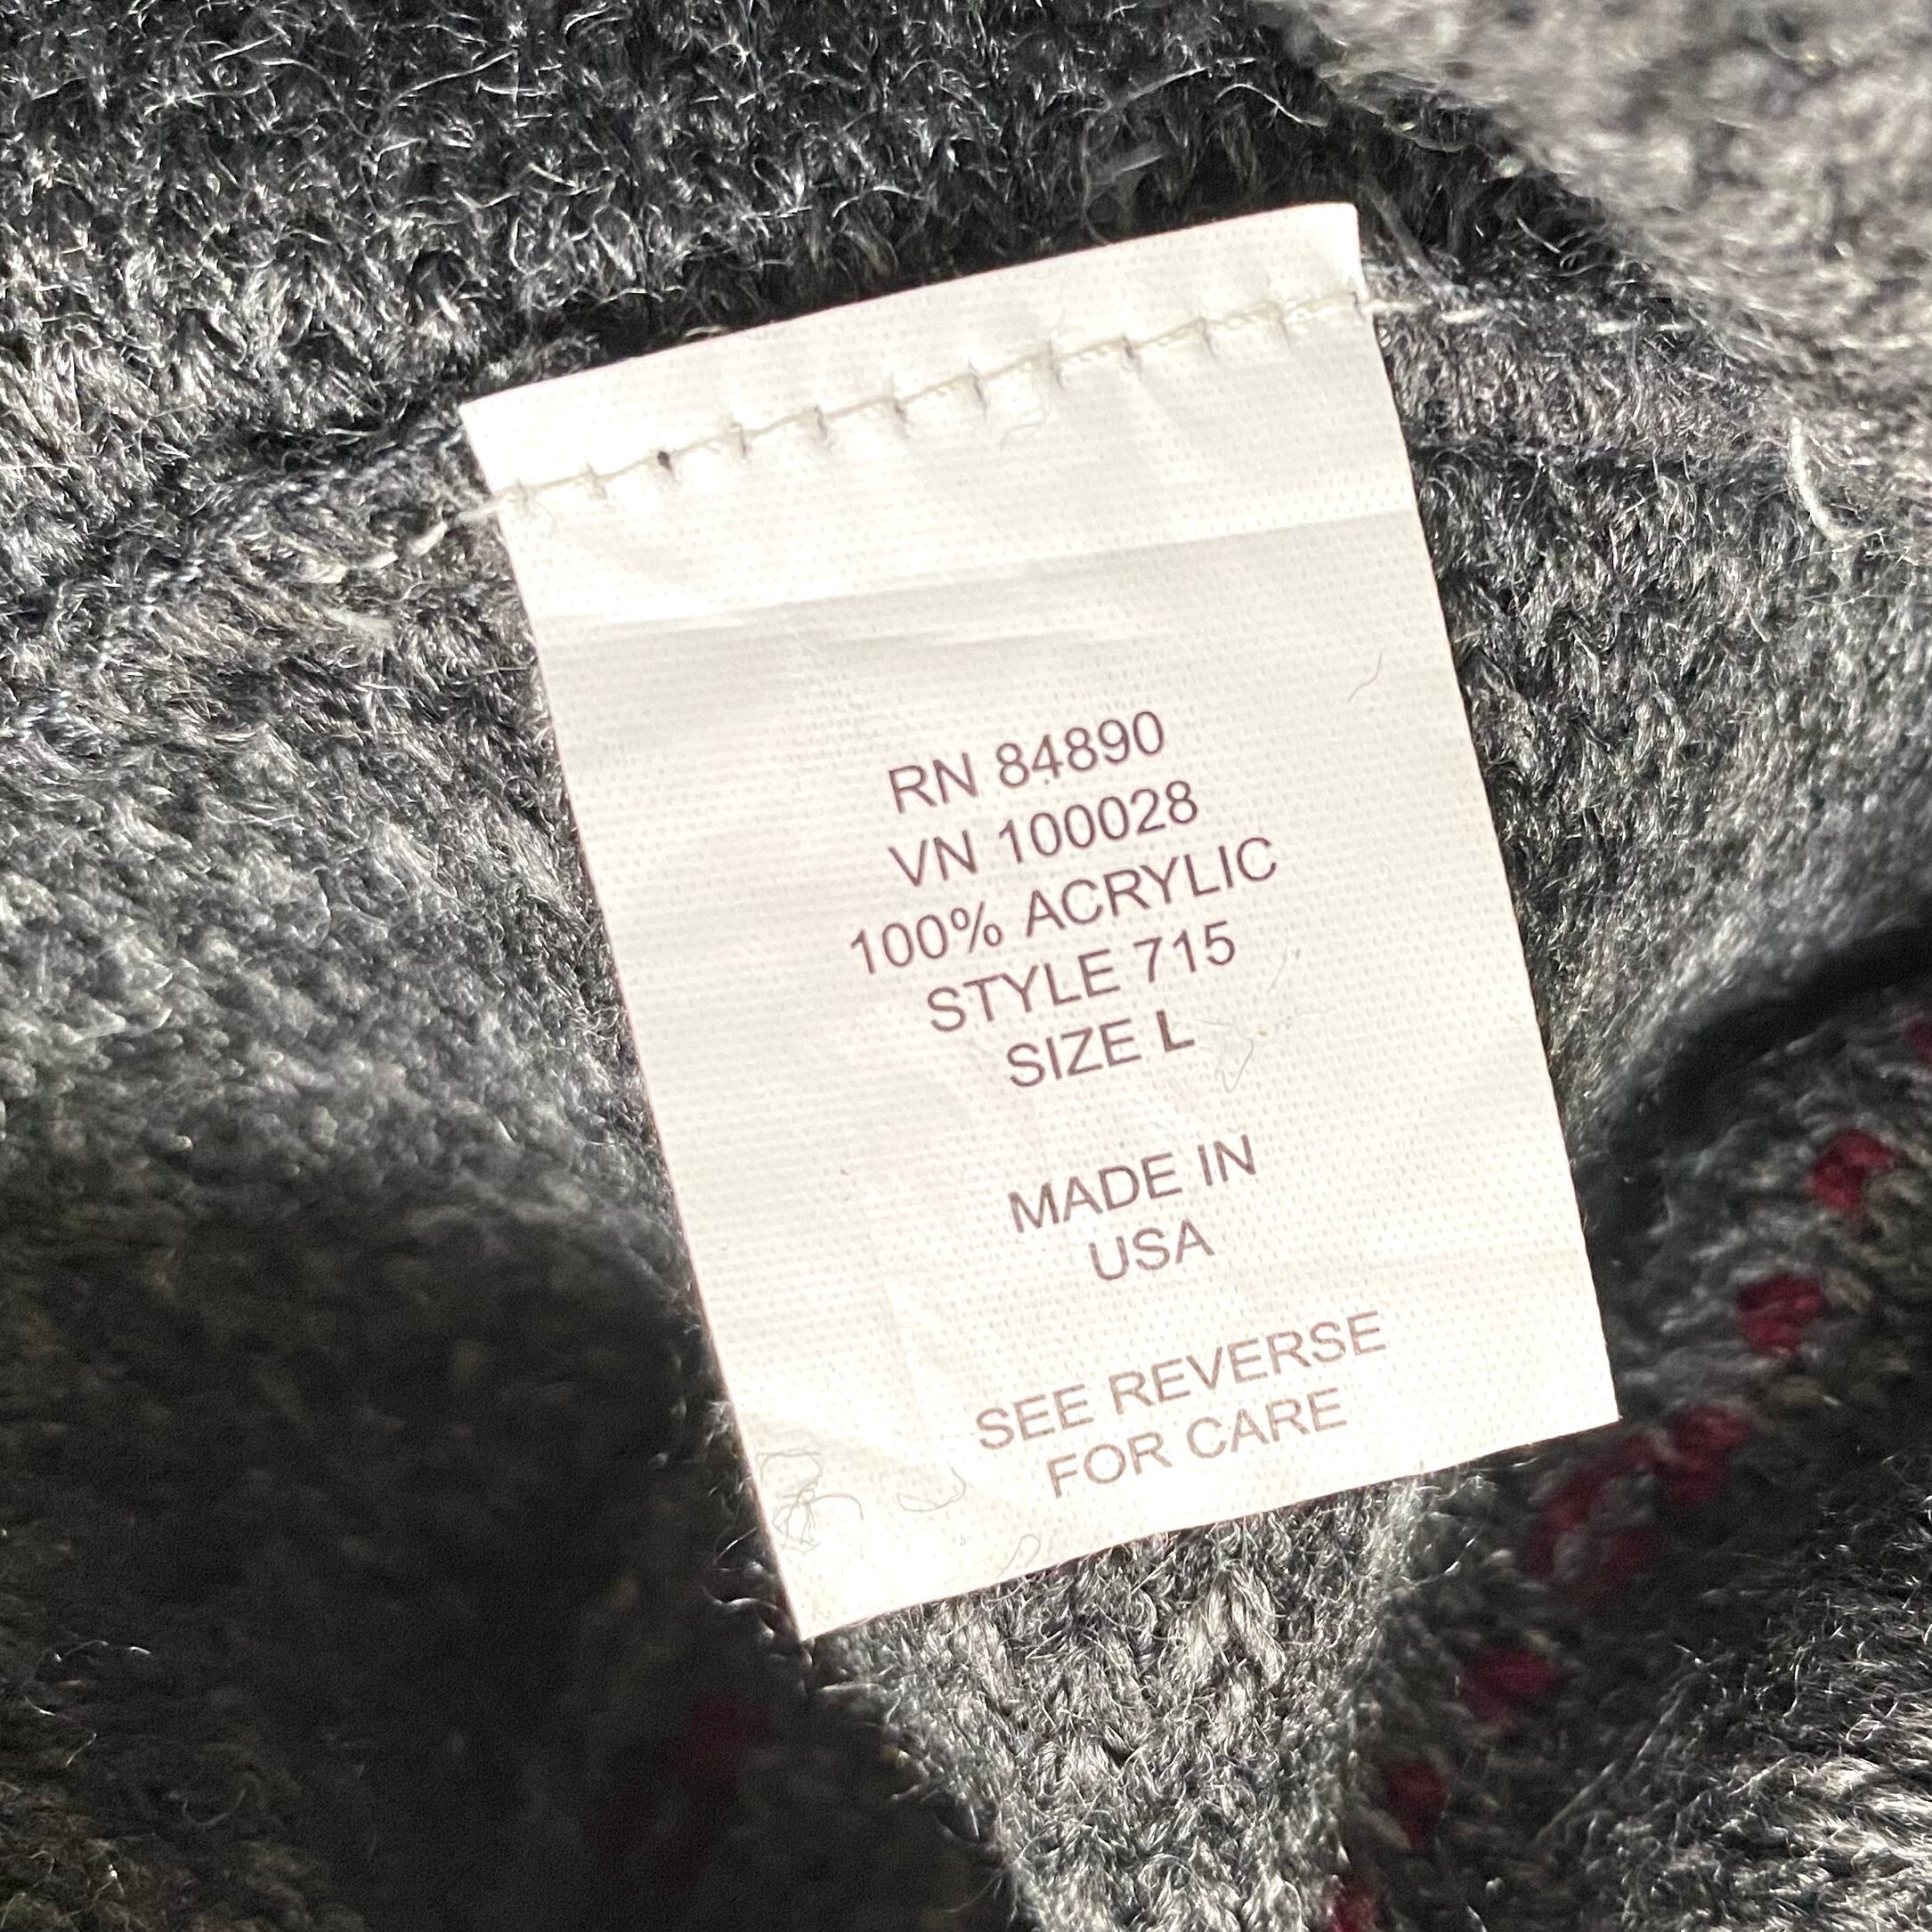 RN 84890
VN 100028
100% ACRYLIC
STYLE 715
SIZE L
MADE IN
USA
SEE REVERSE
FOR CARE